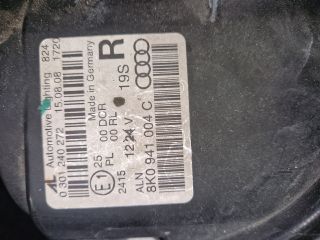 AL Automotive Lighting 824
0 301 240 272 15.08.08 1720
Made in Germany
R
E1 25 00 DCR
PL 00 RL
19S
2415 12 24 V
ALN
8K0 941 004 C